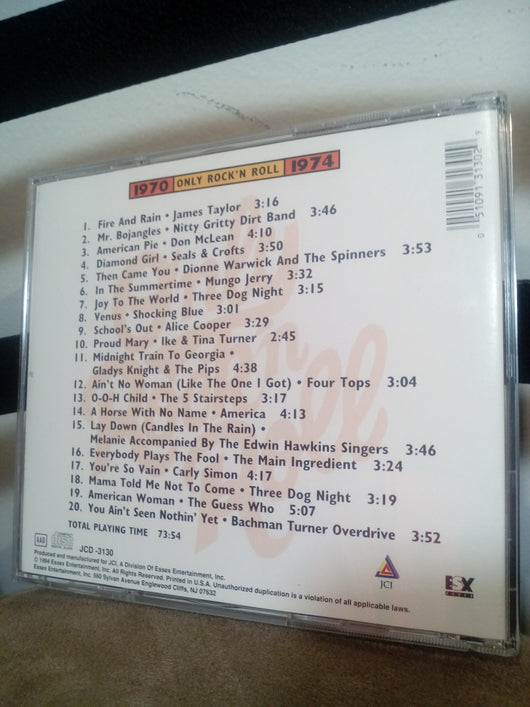 1970 ONLY ROCK'N ROLL 1974
1. Fire And Rain • James Taylor 3:16
2. Mr. Bojangles • Nitty Gritty Dirt Band 3:46
3. American Pie • Don McLean 4:10
4. Diamond Girl • Seals & Crofts 3:50
5. Then Came You • Dionne Warwick And The Spinners 3:53
6. In The Summertime • Mungo Jerry 3:32
7. Joy To The World • Three Dog Night 3:15
8. Venus • Shocking Blue 3:01
9. School's Out • Alice Cooper 3:29
10. Proud Mary • Ike & Tina Turner 2:45
11. Midnight Train To Georgia •
Gladys Knight & The Pips 4:38
12. Ain't No Woman (Like The One I Got) • Four Tops 3:04
13. O-O-H Child • The 5 Stairsteps 3:17
14. A Horse With No Name • America 4:13
15. Lay Down (Candles In The Rain) •
Melanie Accompanied By The Edwin Hawkins Singers 3:46
16. Everybody Plays The Fool • The Main Ingredient 3:24
17. You're So Vain • Carly Simon 4:17
18. Mama Told Me Not To Come • Three Dog Night 3:19
19. American Woman • The Guess Who 5:07
20. You Ain't Seen Nothin' Yet • Bachman Turner Overdrive 3:52
TOTAL PLAYING TIME 73:54
AAD JCD -3130
Produced and manufactured for JCI, A Division Of Essex Entertainment, Inc.
© 1994 Essex Entertainment, Inc. All Rights Reserved. Printed in U.S.A. Unauthorized duplication is a violation of all applicable laws.
Essex Entertainment, Inc. 560 Sylvan Avenue Englewood Cliffs, NJ 07632
JCI
ESX
0 51091 31302 9